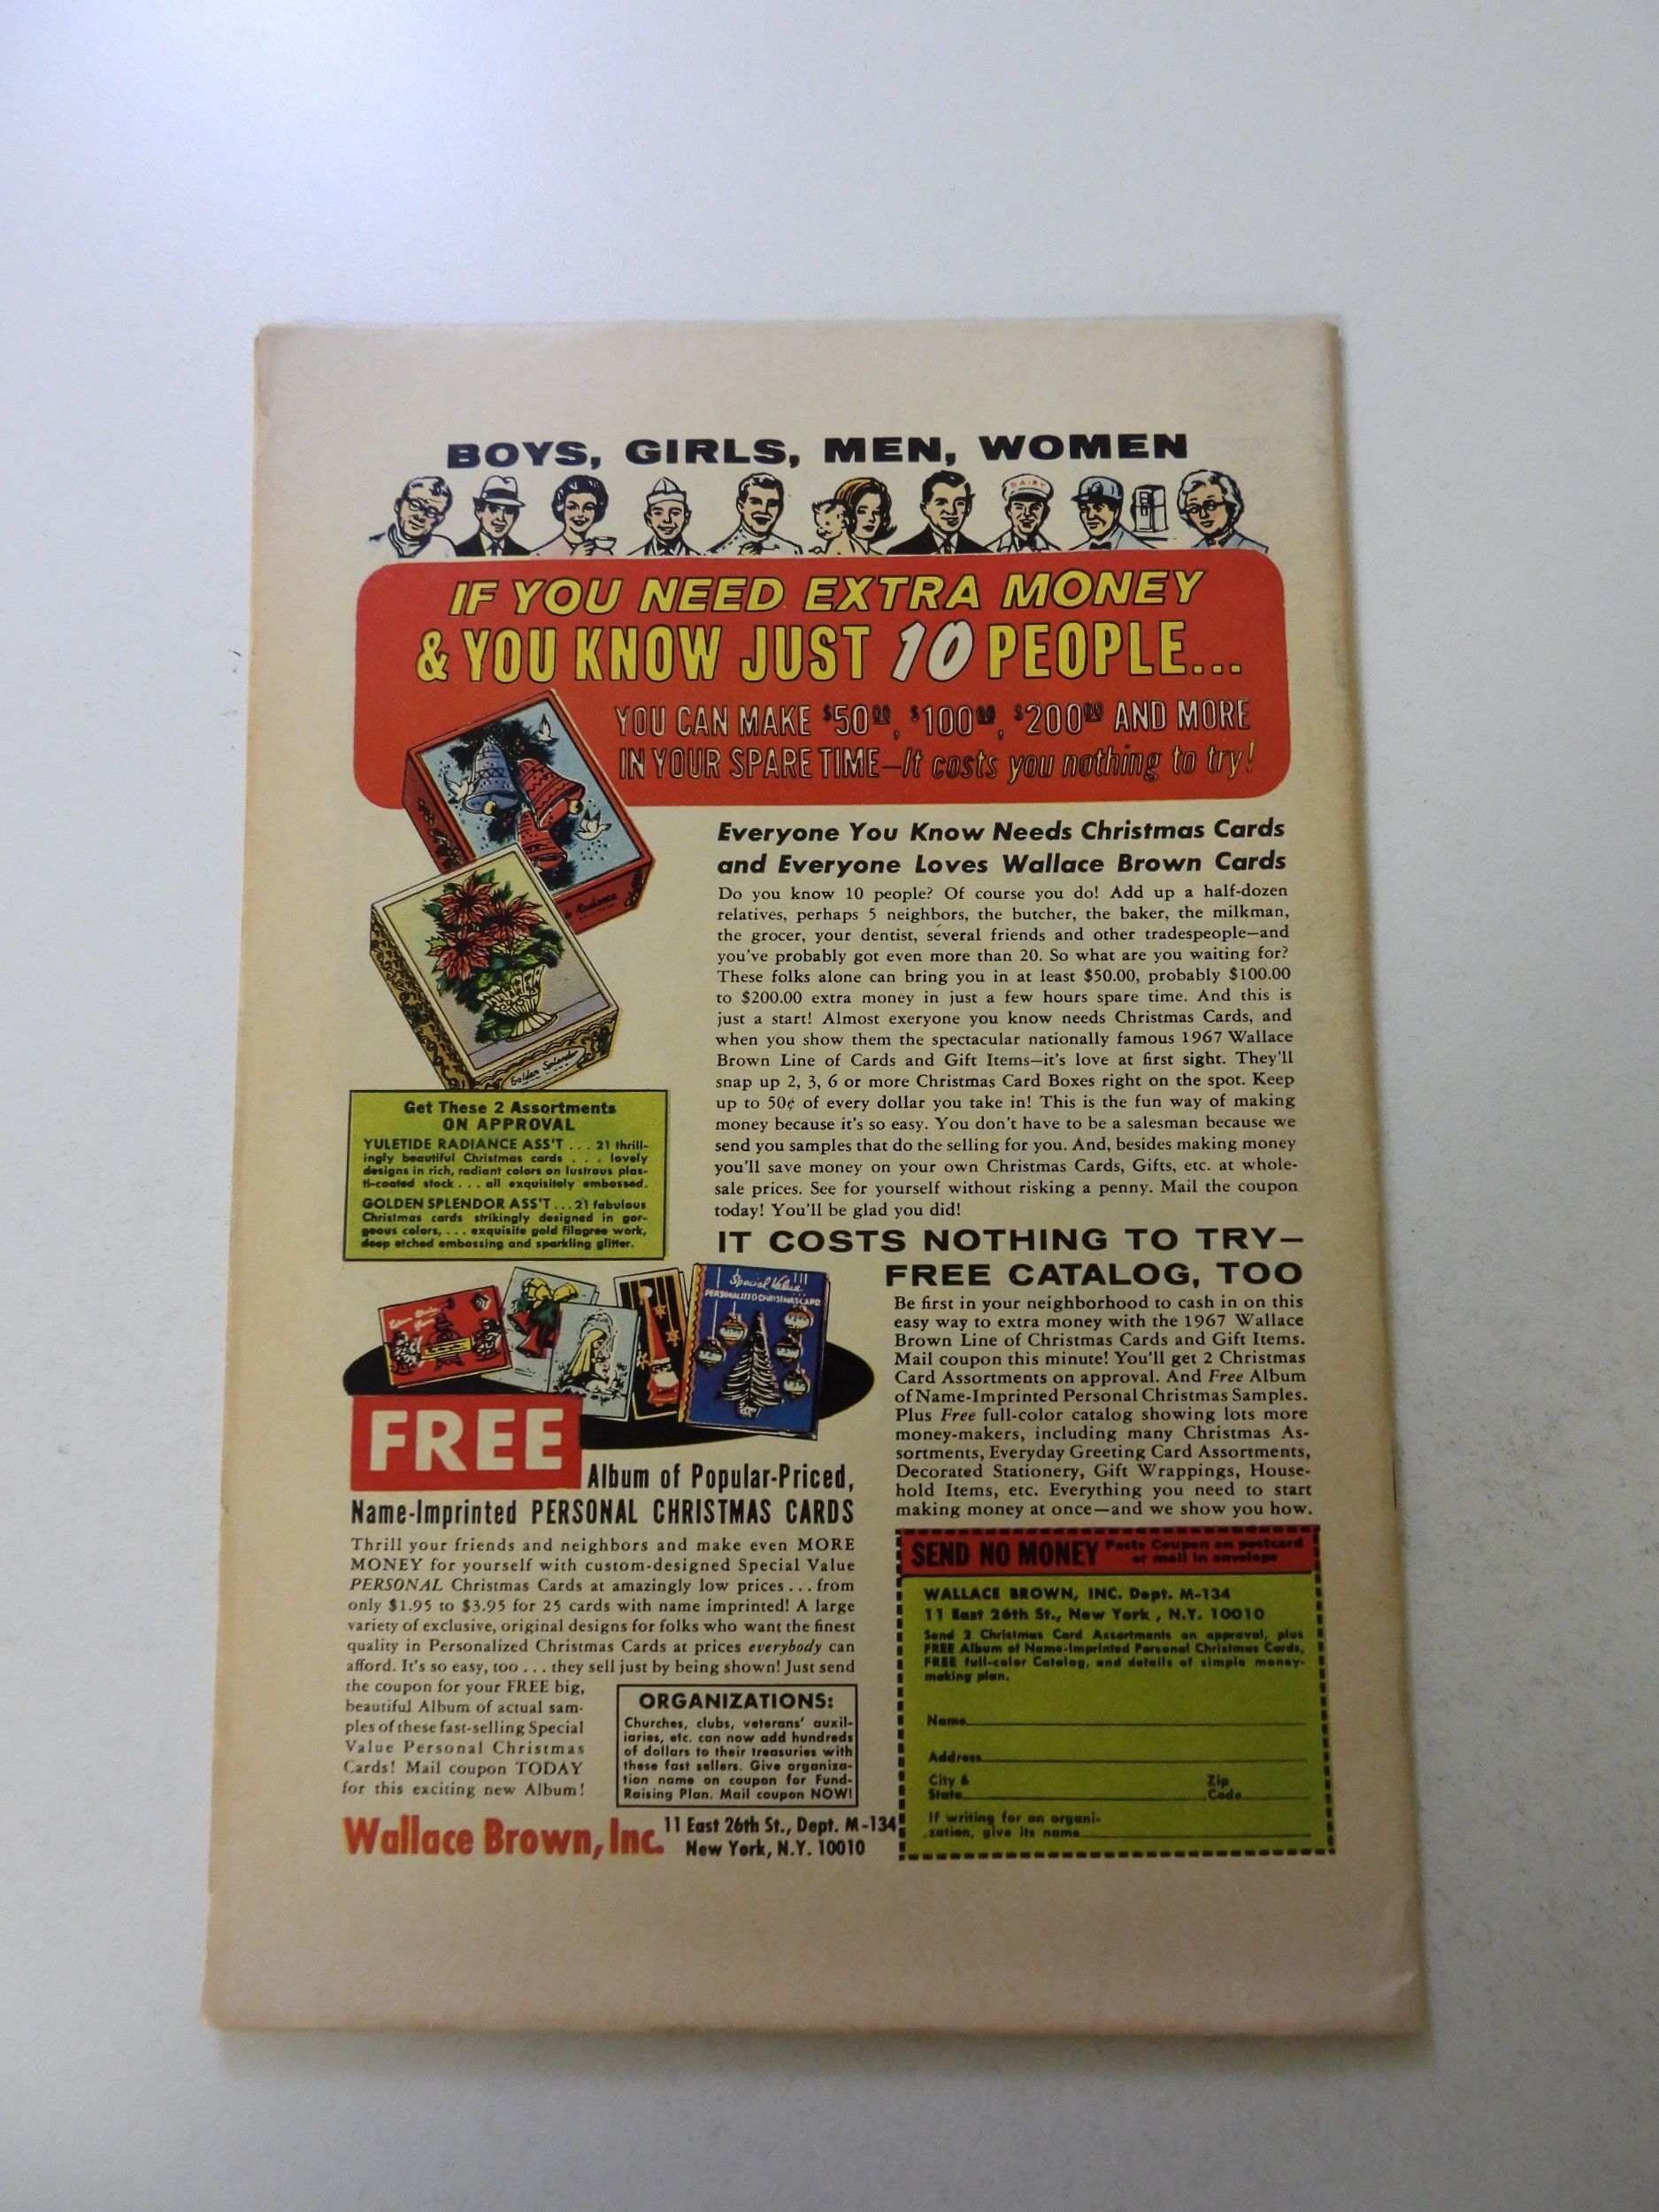 BOYS, GIRLS, MEN, WOMEN
DAIRY
IF YOU NEED EXTRA MONEY
& YOU KNOW JUST 10 PEOPLE...
YOU CAN MAKE $50.00, $100.00, $200.00 AND MORE
IN YOUR SPARE TIME—It costs you nothing to try!
Everyone You Know Needs Christmas Cards
and Everyone Loves Wallace Brown Cards
Do you know 10 people? Of course you do! Add up a half-dozen
relatives, perhaps 5 neighbors, the butcher, the baker, the milkman,
the grocer, your dentist, several friends and other tradespeople—and
you've probably got even more than 20. So what are you waiting for?
These folks alone can bring you in at least $50.00, probably $100.00
to $200.00 extra money in just a few hours spare time. And this is
just a start! Almost exeryone you know needs Christmas Cards, and
when you show them the spectacular nationally famous 1967 Wallace
Brown Line of Cards and Gift Items—it's love at first sight. They'll
snap up 2, 3, 6 or more Christmas Card Boxes right on the spot. Keep
up to 50¢ of every dollar you take in! This is the fun way of making
money because it's so easy. You don't have to be a salesman because we
send you samples that do the selling for you. And, besides making money
you'll save money on your own Christmas Cards, Gifts, etc. at whole-
sale prices. See for yourself without risking a penny. Mail the coupon
today! You'll be glad you did!
Radiance
Golden Splendor
Get These 2 Assortments
ON APPROVAL
YULETIDE RADIANCE ASS'T . . . 21 thrill-
ingly beautiful Christmas cards . . . lovely
designs in rich, radiant colors on lustrous plas-
ti-coated stock . . . all exquisitely embossed.
GOLDEN SPLENDOR ASS'T . . . 21 fabulous
Christmas cards strikingly designed in gor-
geous colors, . . . exquisite gold filagree work,
deep etched embossing and sparkling glitter.
IT COSTS NOTHING TO TRY—
FREE CATALOG, TOO
Be first in your neighborhood to cash in on this
easy way to extra money with the 1967 Wallace
Brown Line of Christmas Cards and Gift Items.
Mail coupon this minute! You'll get 2 Christmas
Card Assortments on approval. And Free Album
of Name-Imprinted Personal Christmas Samples.
Plus Free full-color catalog showing lots more
money-makers, including many Christmas As-
sortments, Everyday Greeting Card Assortments,
Decorated Stationery, Gift Wrappings, House-
hold Items, etc. Everything you need to start
making money at once—and we show you how.
Special Value
PERSONALIZED CHRISTMAS CARDS
FREE
Album of Popular-Priced,
Name-Imprinted PERSONAL CHRISTMAS CARDS
Thrill your friends and neighbors and make even MORE
MONEY for yourself with custom-designed Special Value
PERSONAL Christmas Cards at amazingly low prices . . . from
only $1.95 to $3.95 for 25 cards with name imprinted! A large
variety of exclusive, original designs for folks who want the finest
quality in Personalized Christmas Cards at prices everybody can
afford. It's so easy, too . . . they sell just by being shown! Just send
the coupon for your FREE big,
beautiful Album of actual sam-
ples of these fast-selling Special
Value Personal Christmas
Cards! Mail coupon TODAY
for this exciting new Album!
ORGANIZATIONS:
Churches, clubs, veterans' auxil-
iaries, etc. can now add hundreds
of dollars to their treasuries with
these fast sellers. Give organiza-
tion name on coupon for Fund-
Raising Plan. Mail coupon NOW!
Wallace Brown, Inc. 11 East 26th St., Dept. M-134
New York, N.Y. 10010
SEND NO MONEY Paste Coupon on postcard
or mail in envelope
WALLACE BROWN, INC. Dept. M-134
11 East 26th St., New York, N.Y. 10010
Send 2 Christmas Card Assortments on approval, plus
FREE Album of Name-Imprinted Personal Christmas Cards,
FREE full-color Catalog, and details of simple money-
making plan.
Name
Address
City & Zip
State Code
If writing for an organi-
zation, give its name